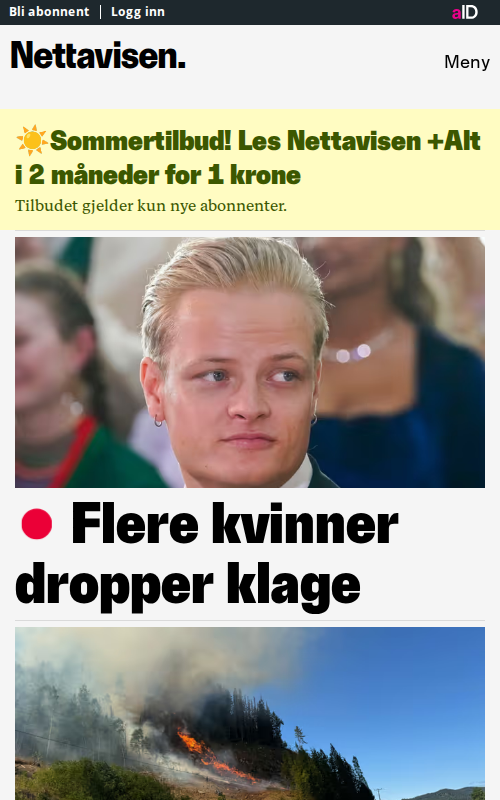 Bli abonnent
Logg inn
aID
Nettavisen.
Meny
☀️Sommertilbud! Les Nettavisen +Alt
i 2 måneder for 1 krone
Tilbudet gjelder kun nye abonnenter.
Flere kvinner
dropper klage